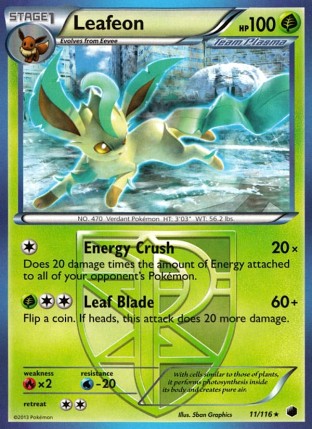 STAGE1
Leafeon
HP 100
Evolves from Eevee
Team Plasma
NO. 470 Verdant Pokémon HT: 3'03" WT: 56.2 lbs.
Energy Crush 20×
Does 20 damage times the amount of Energy attached
to all of your opponent's Pokémon.
Leaf Blade 60+
Flip a coin. If heads, this attack does 20 more damage.
weakness
×2
resistance
-20
retreat
With cells similar to those of plants,
it performs photosynthesis inside
its body and creates pure air.
©2013 Pokémon
Illus. 5ban Graphics
11/116 ★